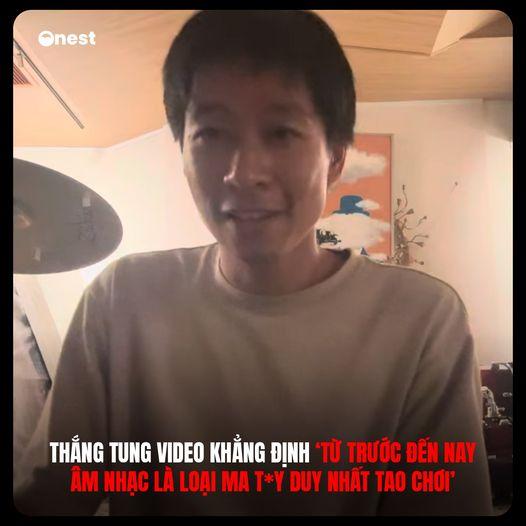 Onest
THẮNG TUNG VIDEO KHẲNG ĐỊNH ‘TỪ TRƯỚC ĐẾN NAY
ÂM NHẠC LÀ LOẠI MA T*Y DUY NHẤT TAO CHƠI’